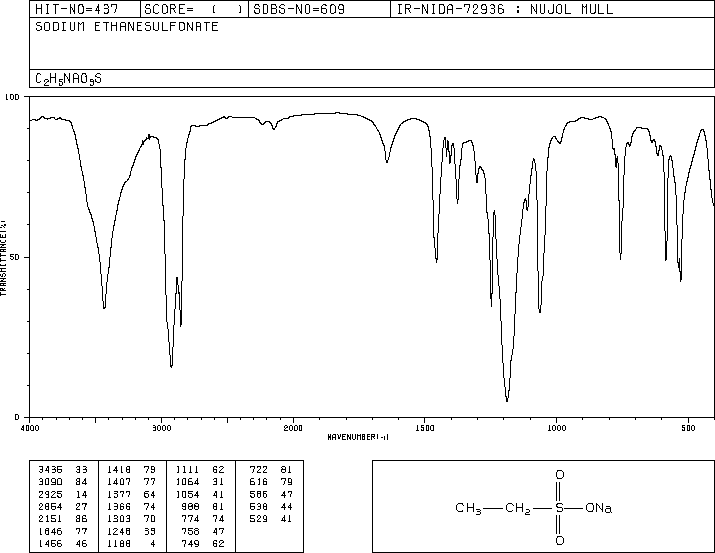 HIT-NO=437 SCORE= ( ) SDBS-NO=609 IR-NIDA-72936 : NUJOL MULL
SODIUM ETHANESULFONATE
C2H5NAO3S
100
50
0
TRANSMITTANCE(%)
4000 3000 2000 1500 1000 500
WAVENUMBER(-1)
3436 33 1418 79 1111 62 722 81
3090 84 1407 77 1064 31 616 79
2925 14 1377 64 1054 41 586 47
2854 27 1366 74 988 81 538 44
2151 86 1303 70 774 74 529 41
1646 77 1248 33 758 47
1456 46 1188 4 749 62
O
CH3—CH2—S—ONa
O